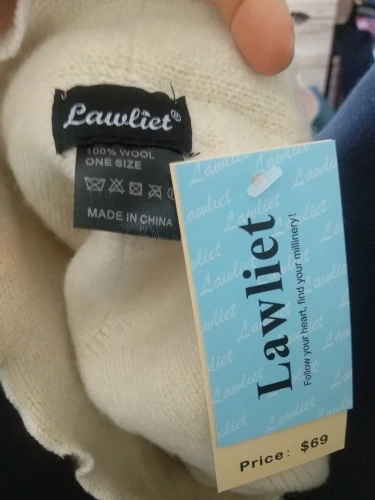 Lawliet®
100% WOOL
ONE SIZE
MADE IN CHINA
Lawliet
Follow your heart, find your millinery!
Price: $69